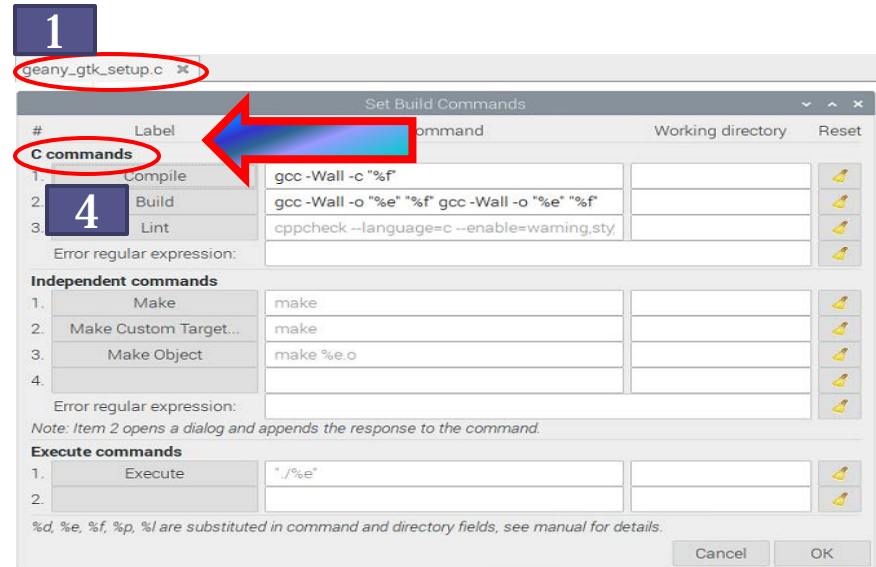 1
geany_gtk_setup.c
Set Build Commands
# Label ommand Working directory Reset
C commands
1. Compile gcc -Wall -c "%f"
2. Build gcc -Wall -o "%e" "%f" gcc -Wall -o "%e" "%f"
4
3. Lint cppcheck --language=c --enable=warning,sty
Error regular expression:
Independent commands
1. Make make
2. Make Custom Target... make
3. Make Object make %e.o
4.
Error regular expression:
Note: Item 2 opens a dialog and appends the response to the command.
Execute commands
1. Execute "./%e"
2.
%d, %e, %f, %p, %l are substituted in command and directory fields, see manual for details.
Cancel OK